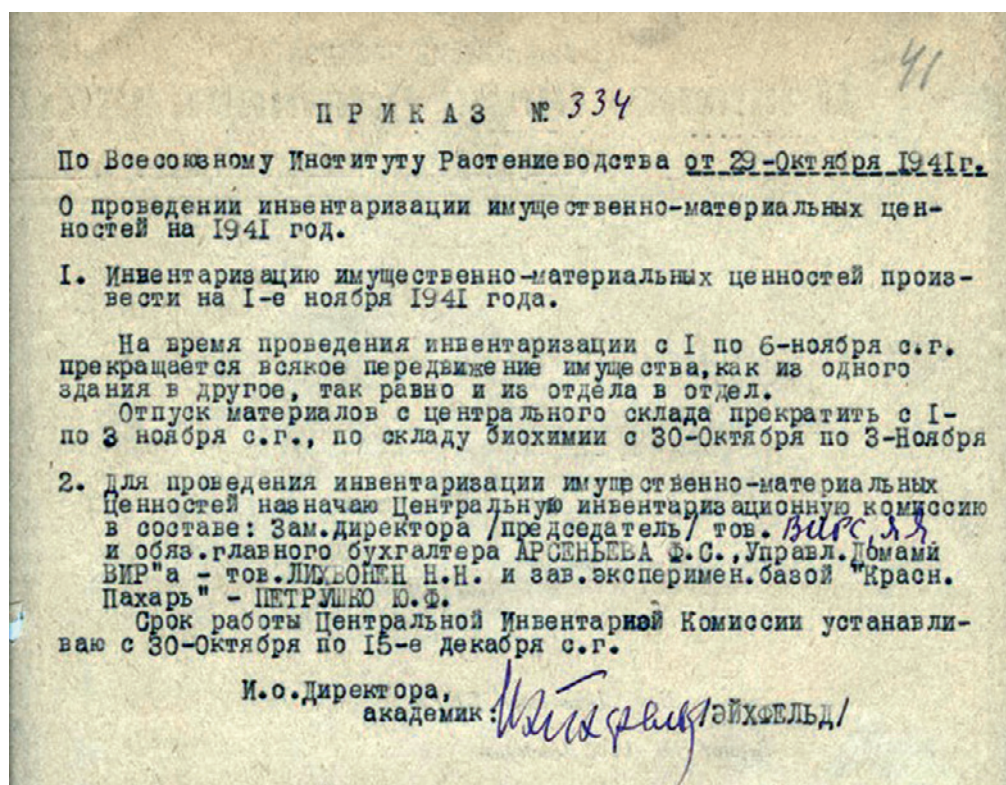 41
ПРИКАЗ № 334
По Всесоюзному Институту Растениеводства от 29-Октября 1941г.
О проведении инвентаризации имущественно-материальных цен-
ностей на 1941 год.
1. Инвентаризацию имущественно-материальных ценностей произ-
вести на 1-е ноября 1941 года.
На время проведения инвентаризации с 1 по 6-ноября с.г.
прекращается всякое передвижение имущества,как из одного
здания в другое, так равно и из отдела в отдел.
Отпуск материалов с центрального склада прекратить с 1-
по 3 ноября с.г., по складу биохимии с 30-Октября по 3-Ноября
2. Для проведения инвентаризации имущественно-материальных
Ценностей назначаю Центральную инвентаризационную комиссию
в составе: Зам.директора /председатель/ тов. ВИРС, Я.Я.
и обяз.главного бухгалтера АРСЕНЬЕВА Ф.С.,Управл.Домами
ВИР"а - тов.ЛИХВОНЕН Н.Н. и зав.эксперимен.базой "Красн.
Пахарь" - ПЕТРУШКО Ю.Ф.
Срок работы Центральной Инвентарной Комиссии устанавли-
ваю с 30-Октября по 15-е декабря с.г.
И.о.Директора,
академик: /ЭЙХФЕЛЬД/